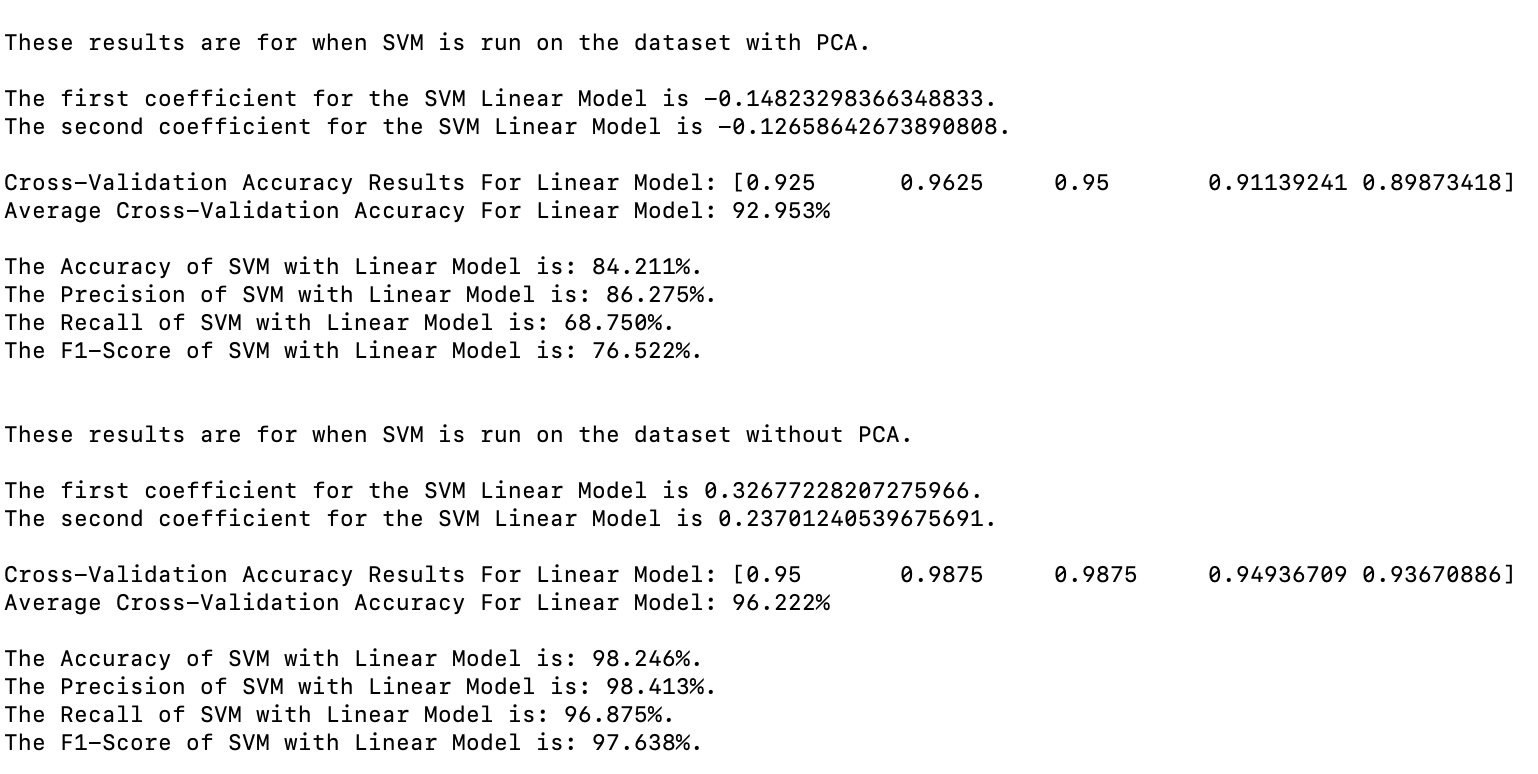 These results are for when SVM is run on the dataset with PCA.
The first coefficient for the SVM Linear Model is -0.14823298366348833.
The second coefficient for the SVM Linear Model is -0.12658642673890808.
Cross-Validation Accuracy Results For Linear Model: [0.925      0.9625     0.95       0.91139241 0.89873418]
Average Cross-Validation Accuracy For Linear Model: 92.953%
The Accuracy of SVM with Linear Model is: 84.211%.
The Precision of SVM with Linear Model is: 86.275%.
The Recall of SVM with Linear Model is: 68.750%.
The F1-Score of SVM with Linear Model is: 76.522%.
These results are for when SVM is run on the dataset without PCA.
The first coefficient for the SVM Linear Model is 0.32677228207275966.
The second coefficient for the SVM Linear Model is 0.23701240539675691.
Cross-Validation Accuracy Results For Linear Model: [0.95       0.9875     0.9875     0.94936709 0.93670886]
Average Cross-Validation Accuracy For Linear Model: 96.222%
The Accuracy of SVM with Linear Model is: 98.246%.
The Precision of SVM with Linear Model is: 98.413%.
The Recall of SVM with Linear Model is: 96.875%.
The F1-Score of SVM with Linear Model is: 97.638%.